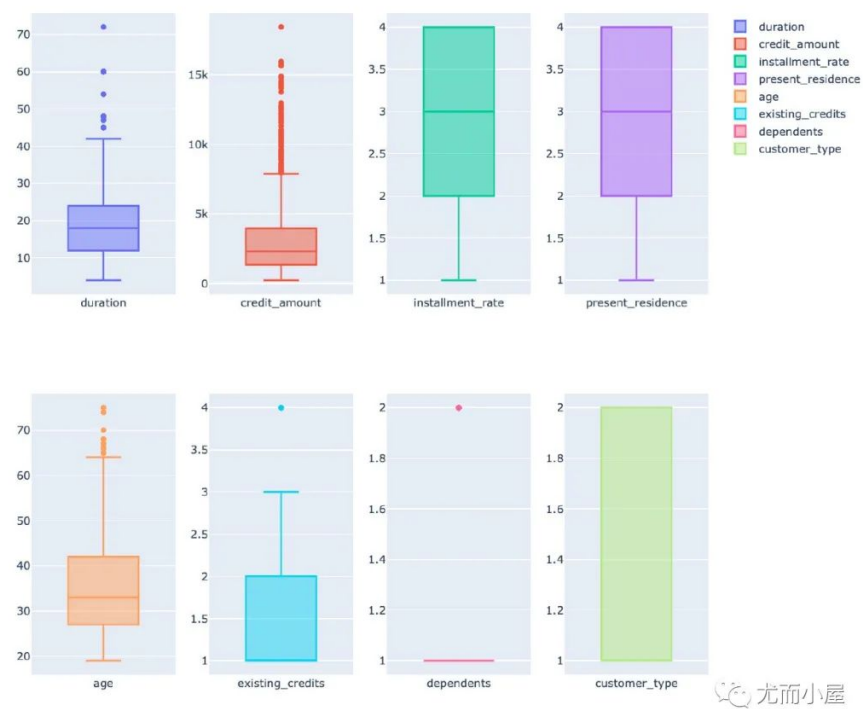 70
60
50
40
30
20
10
duration
15k
10k
5k
0
credit_amount
4
3.5
3
2.5
2
1.5
1
installment_rate
4
3.5
3
2.5
2
1.5
1
present_residence
duration
credit_amount
installment_rate
present_residence
age
existing_credits
dependents
customer_type
70
60
50
40
30
20
age
4
3.5
3
2.5
2
1.5
1
existing_credits
2
1.8
1.6
1.4
1.2
1
dependents
2
1.8
1.6
1.4
1.2
1
customer_type
尤而小屋